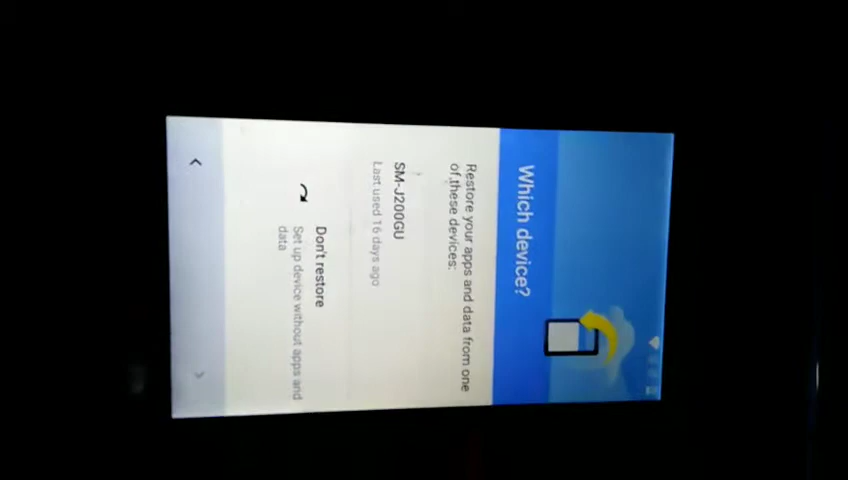 Which device?
Restore your apps and data from one
of these devices:
SM-J200GU
Last used 16 days ago
Don't restore
Set up device without apps and
data